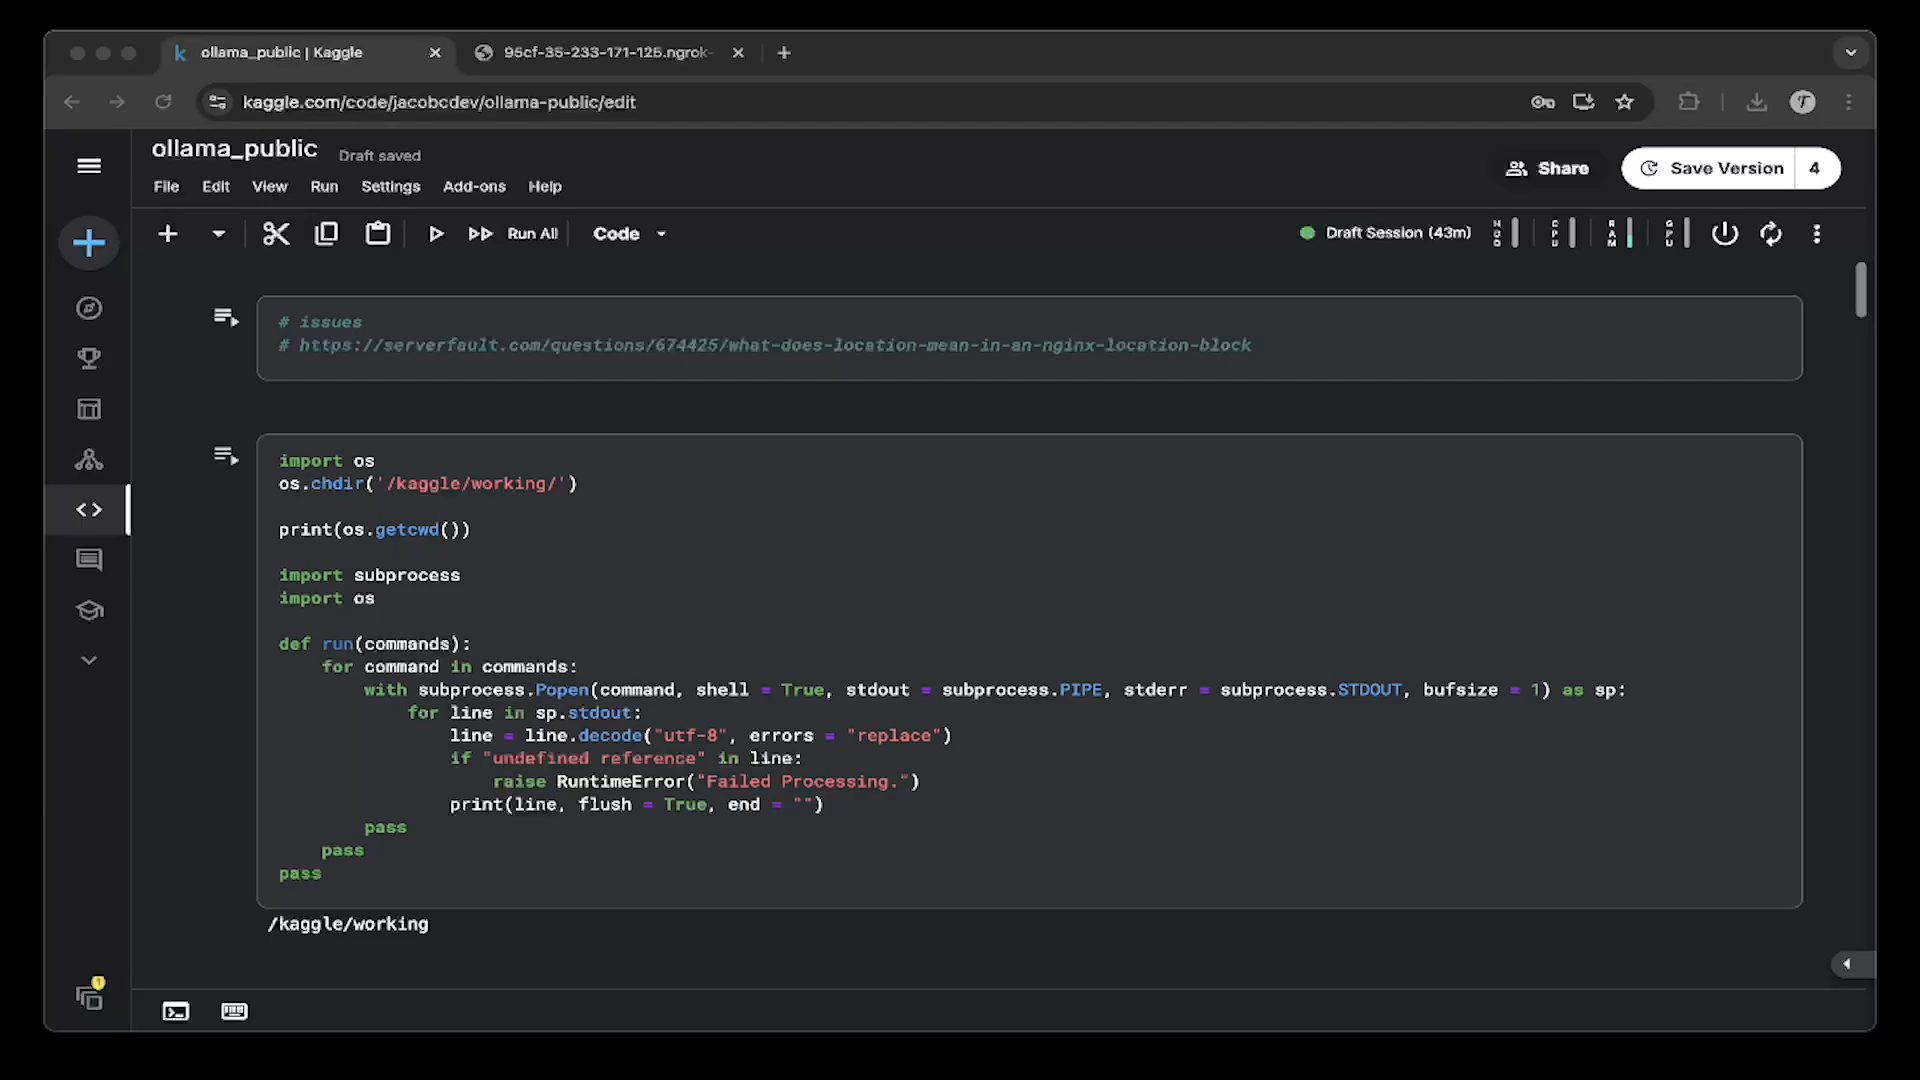 ollama_public | Kaggle
95cf-35-233-171-125.ngrok-
kaggle.com/code/jacobcdev/ollama-public/edit
ollama_public
Draft saved
File Edit View Run Settings Add-ons Help
Share
Save Version 4
Run All
Code
Draft Session (43m)
HDD
CPU
RAM
GPU
# issues
# https://serverfault.com/questions/674425/what-does-location-mean-in-an-nginx-location-block
import os
os.chdir('/kaggle/working/')
print(os.getcwd())
import subprocess
import os
def run(commands):
for command in commands:
with subprocess.Popen(command, shell = True, stdout = subprocess.PIPE, stderr = subprocess.STDOUT, bufsize = 1) as sp:
for line in sp.stdout:
line = line.decode("utf-8", errors = "replace")
if "undefined reference" in line:
raise RuntimeError("Failed Processing.")
print(line, flush = True, end = "")
pass
pass
pass
/kaggle/working
1